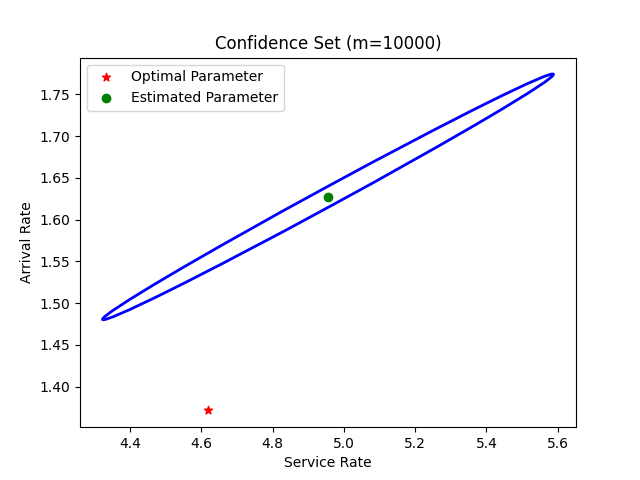 Confidence Set (m=10000)
Optimal Parameter
Estimated Parameter
1.75
1.70
1.65
1.60
1.55
1.50
1.45
1.40
Arrival Rate
4.4 4.6 4.8 5.0 5.2 5.4 5.6
Service Rate